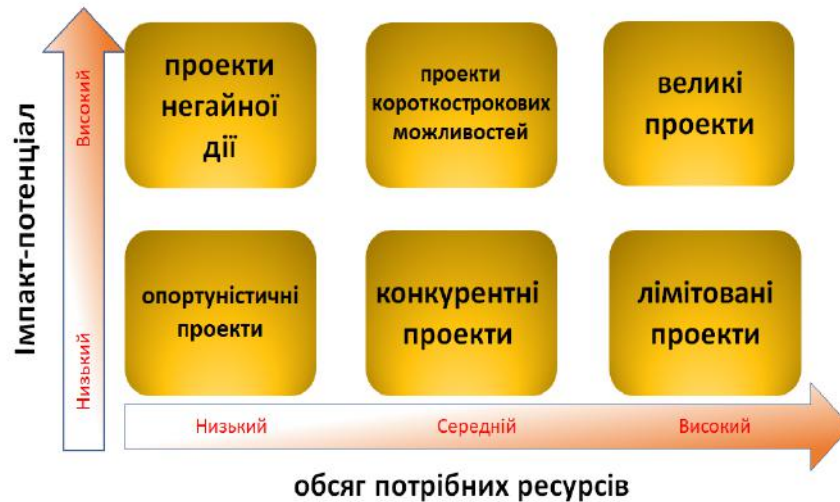 Імпакт-потенціал
Високий
Низький
проекти
негайної
дії
проекти
короткострокових
можливостей
великі
проекти
опортуністичні
проекти
конкурентні
проекти
лімітовані
проекти
Низький
Середній
Високий
обсяг потрібних ресурсів